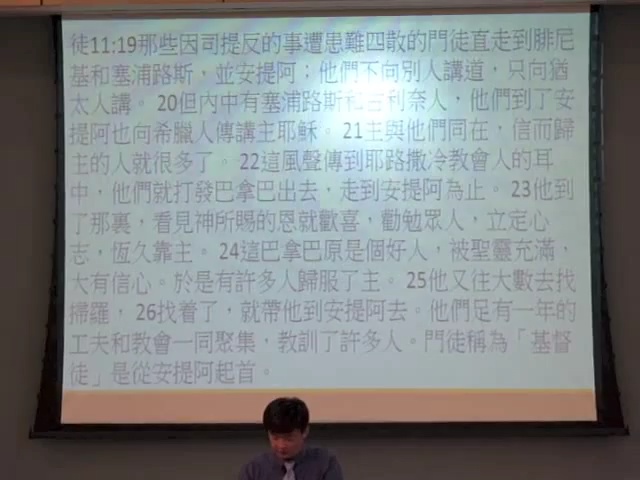 徒11:19那些因司提反的事遭患難四散的門徒直走到腓尼
基和塞浦路斯，並安提阿；他們不向別人講道，只向猶
太人講。 20但內中有塞浦路斯和古利奈人，他們到了安
提阿也向希臘人傳講主耶穌。 21主與他們同在，信而歸
主的人就很多了。 22這風聲傳到耶路撒冷教會人的耳
中，他們就打發巴拿巴出去，走到安提阿為止。 23他到
了那裏，看見神所賜的恩就歡喜，勸勉眾人，立定心
志，恆久靠主。 24這巴拿巴原是個好人，被聖靈充滿，
大有信心。於是有許多人歸服了主。 25他又往大數去找
掃羅， 26找着了，就帶他到安提阿去。他們足有一年的
工夫和教會一同聚集，教訓了許多人。門徒稱為「基督
徒」是從安提阿起首。